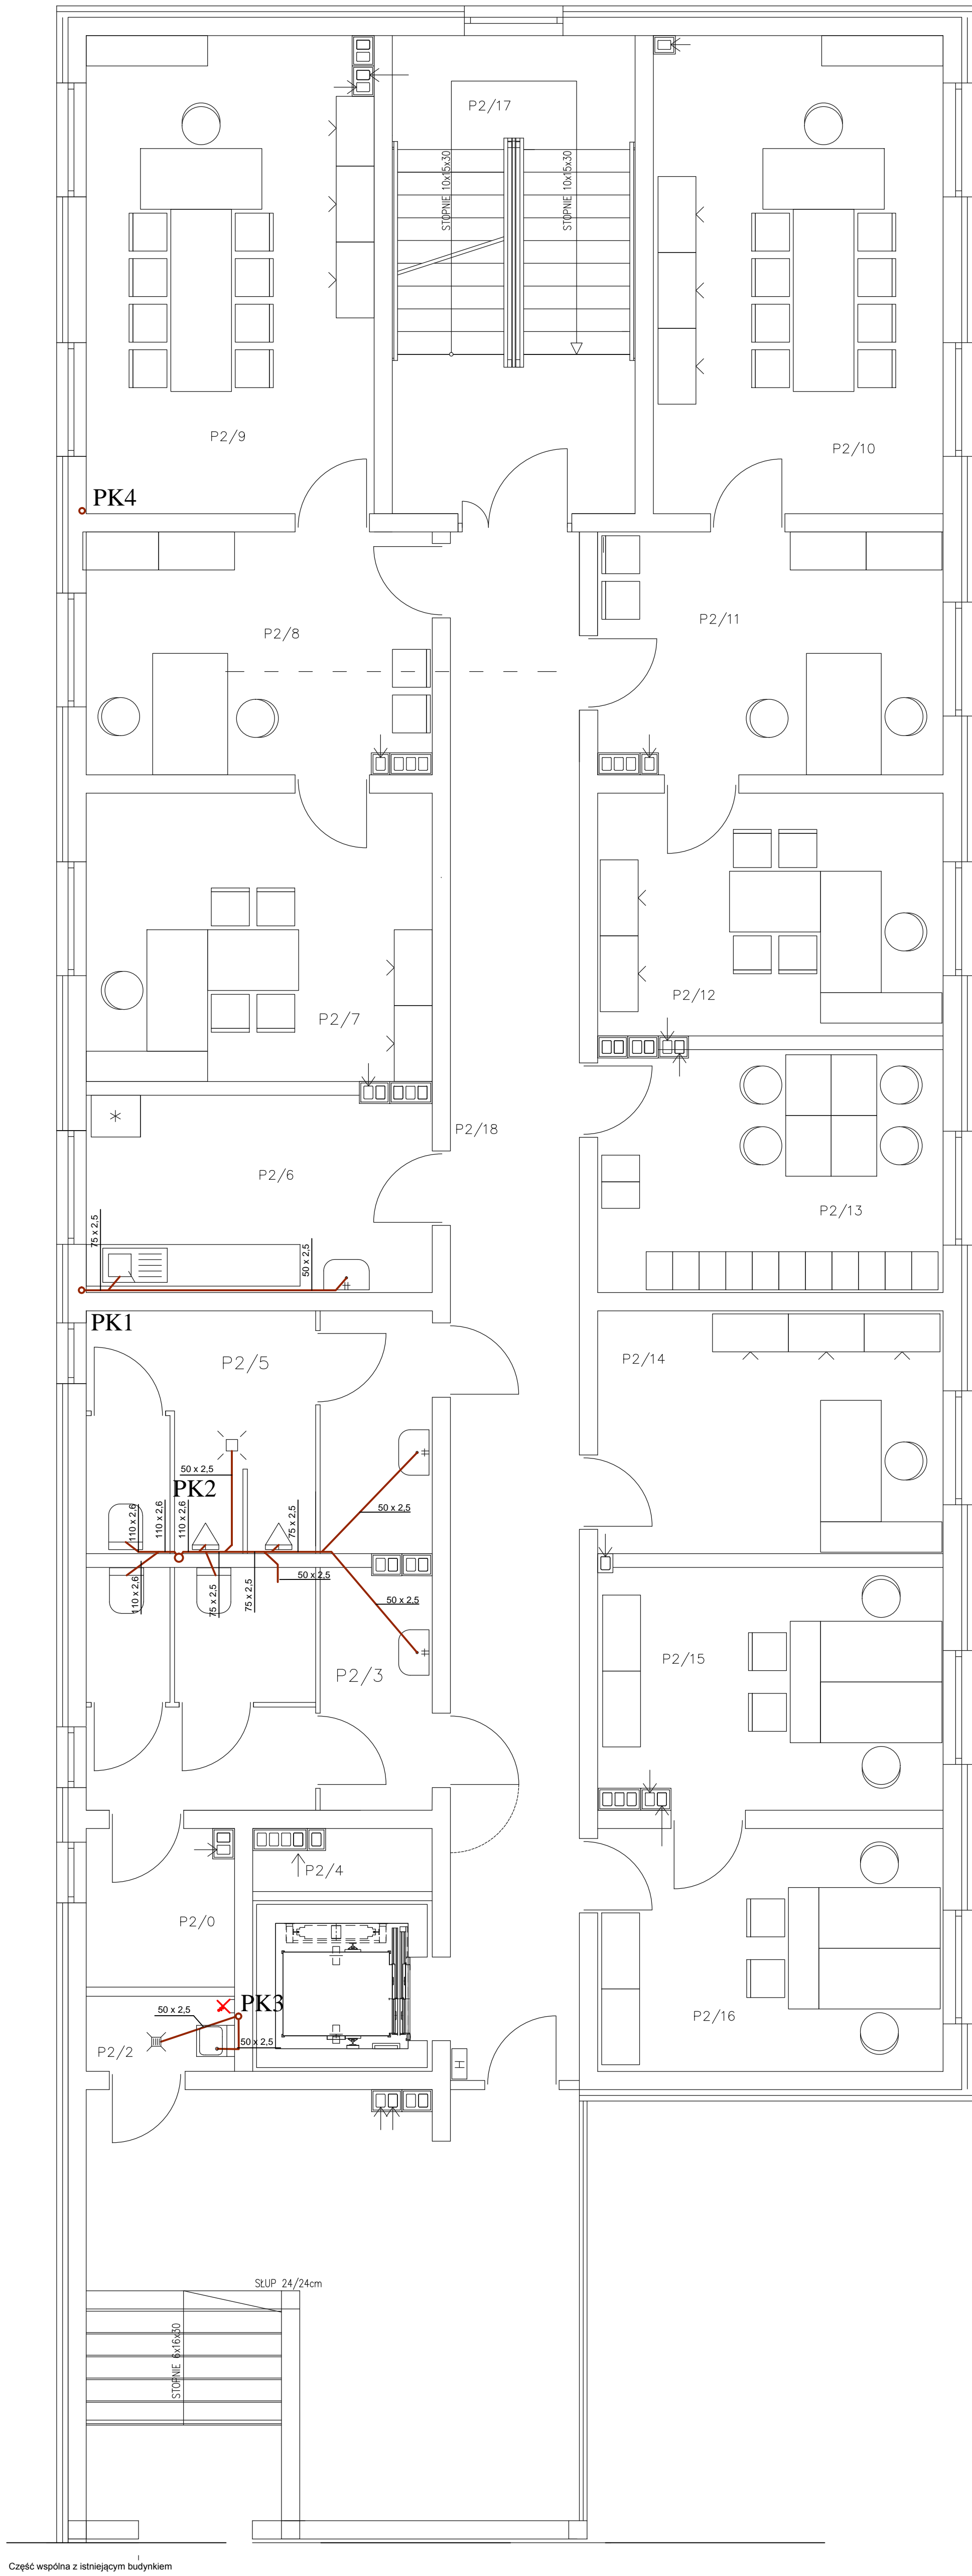 P2/17
STOPNIE 10x15x30
STOPNIE 10x15x30
P2/9
P2/10
PK4
P2/8
P2/11
P2/7
P2/12
P2/18
P2/6
P2/13
75 x 2,5
50 x 2,5
PK1
P2/5
P2/14
50 x 2,5
PK2
110 x 2,6
110 x 2,6
110 x 2,6
75 x 2,5
50 x 2,5
110 x 2,6
75 x 2,5
75 x 2,5
50 x 2,5
50 x 2,5
P2/3
P2/15
P2/4
P2/0
50 x 2,5
PK3
P2/2
50 x 2,5
P2/16
H
SŁUP 24/24cm
STOPNIE 6x16x30
Część wspólna z istniejącym budynkiem